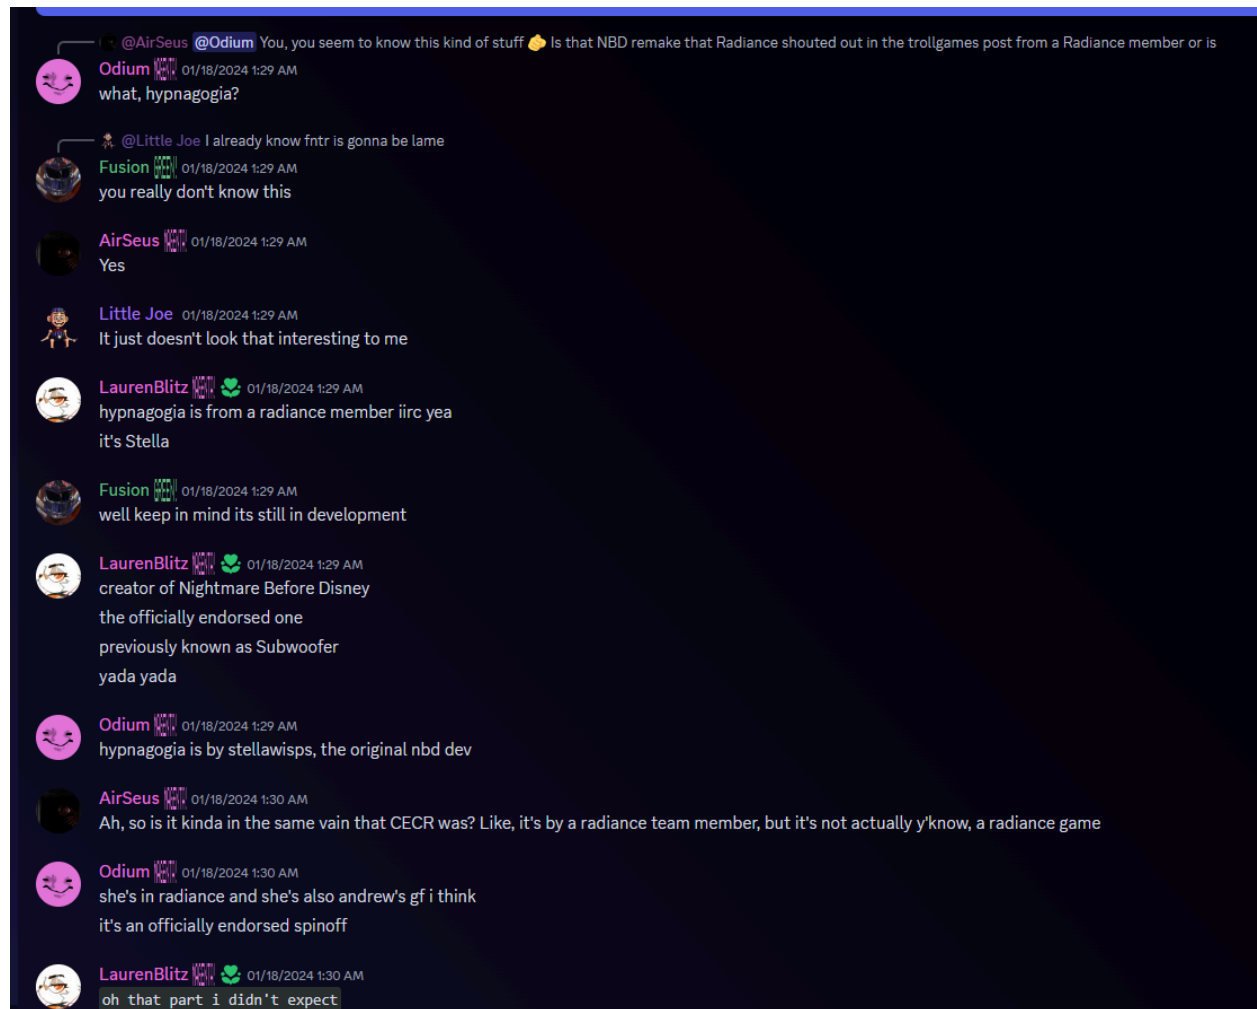 @AirSeus @Odium You, you seem to know this kind of stuff Is that NBD remake that Radiance shouted out in the trollgames post from a Radiance member or is
Odium 01/18/2024 1:29 AM
what, hypnagogia?
@Little Joe I already know fntr is gonna be lame
Fusion GREEN 01/18/2024 1:29 AM
you really don't know this
AirSeus 01/18/2024 1:29 AM
Yes
Little Joe 01/18/2024 1:29 AM
It just doesn't look that interesting to me
LaurenBlitz 01/18/2024 1:29 AM
hypnagogia is from a radiance member iirc yea
it's Stella
Fusion GREEN 01/18/2024 1:29 AM
well keep in mind its still in development
LaurenBlitz 01/18/2024 1:29 AM
creator of Nightmare Before Disney
the officially endorsed one
previously known as Subwoofer
yada yada
Odium 01/18/2024 1:29 AM
hypnagogia is by stellawisps, the original nbd dev
AirSeus 01/18/2024 1:30 AM
Ah, so is it kinda in the same vain that CECR was? Like, it's by a radiance team member, but it's not actually y'know, a radiance game
Odium 01/18/2024 1:30 AM
she's in radiance and she's also andrew's gf i think
it's an officially endorsed spinoff
LaurenBlitz 01/18/2024 1:30 AM
oh that part i didn't expect